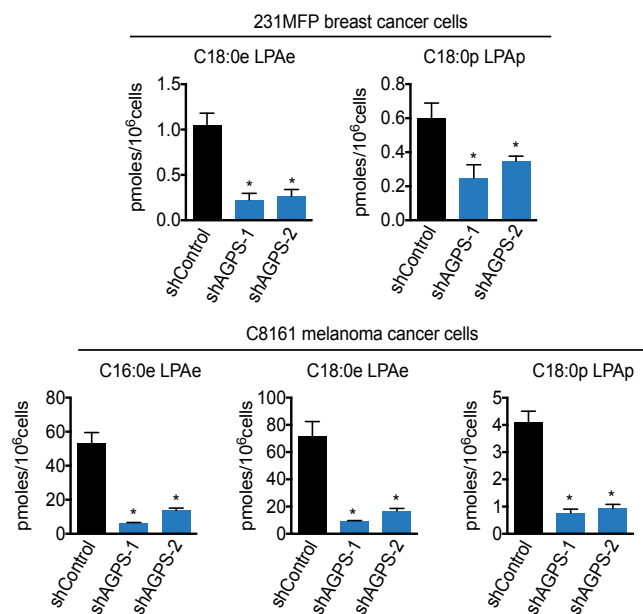 231MFP breast cancer cells
C18:0e LPAe
C18:0p LPAp
pmoles/10⁶cells
1.5
1.0
0.5
0.0
*
*
shControl
shAGPS-1
shAGPS-2
pmoles/10⁶cells
0.8
0.6
0.4
0.2
0.0
*
*
shControl
shAGPS-1
shAGPS-2
C8161 melanoma cancer cells
C16:0e LPAe
C18:0e LPAe
C18:0p LPAp
pmoles/10⁶cells
80
60
40
20
0
*
*
shControl
shAGPS-1
shAGPS-2
pmoles/10⁶cells
100
80
60
40
20
0
*
*
shControl
shAGPS-1
shAGPS-2
pmoles/10⁶cells
5
4
3
2
1
0
*
*
shControl
shAGPS-1
shAGPS-2